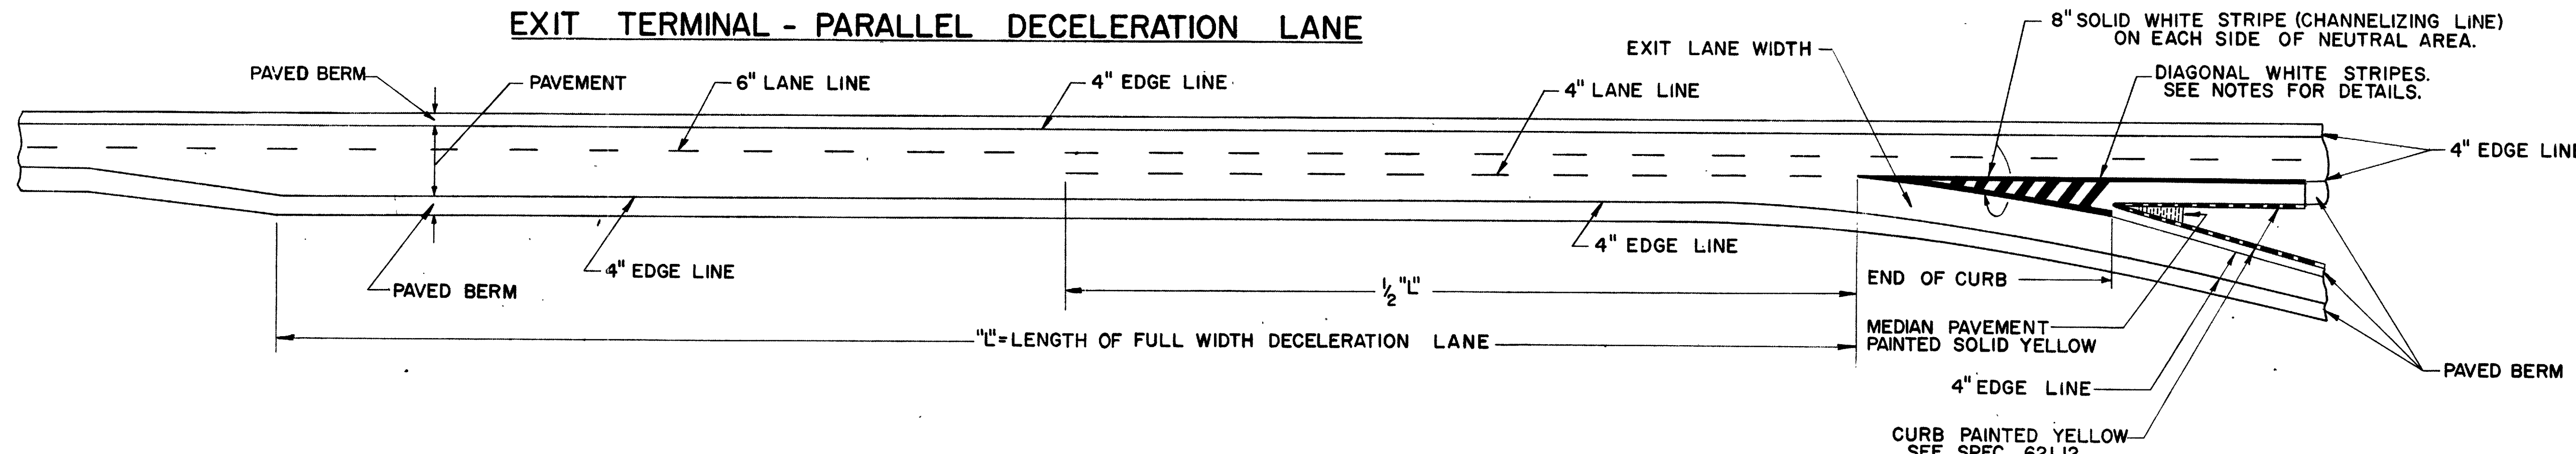 EXIT TERMINAL - PARALLEL DECELERATION LANE
8" SOLID WHITE STRIPE (CHANNELIZING LINE)
ON EACH SIDE OF NEUTRAL AREA.
EXIT LANE WIDTH
PAVED BERM
PAVEMENT
6" LANE LINE
4" EDGE LINE
4" LANE LINE
DIAGONAL WHITE STRIPES.
SEE NOTES FOR DETAILS.
4" EDGE LINE
4" EDGE LINE
4" EDGE LINE
PAVED BERM
1/2 "L"
END OF CURB
"L"=LENGTH OF FULL WIDTH DECELERATION LANE
MEDIAN PAVEMENT
PAINTED SOLID YELLOW
PAVED BERM
4" EDGE LINE
CURB PAINTED YELLOW
SEE SPEC.